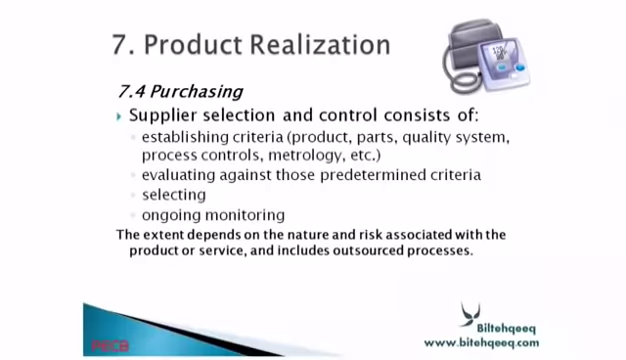 7. Product Realization
7.4 Purchasing
Supplier selection and control consists of:
establishing criteria (product, parts, quality system,
process controls, metrology, etc.)
evaluating against those predetermined criteria
selecting
ongoing monitoring
The extent depends on the nature and risk associated with the
product or service, and includes outsourced processes.
PECB
Biltehqeeq
www.bitehqeeq.com